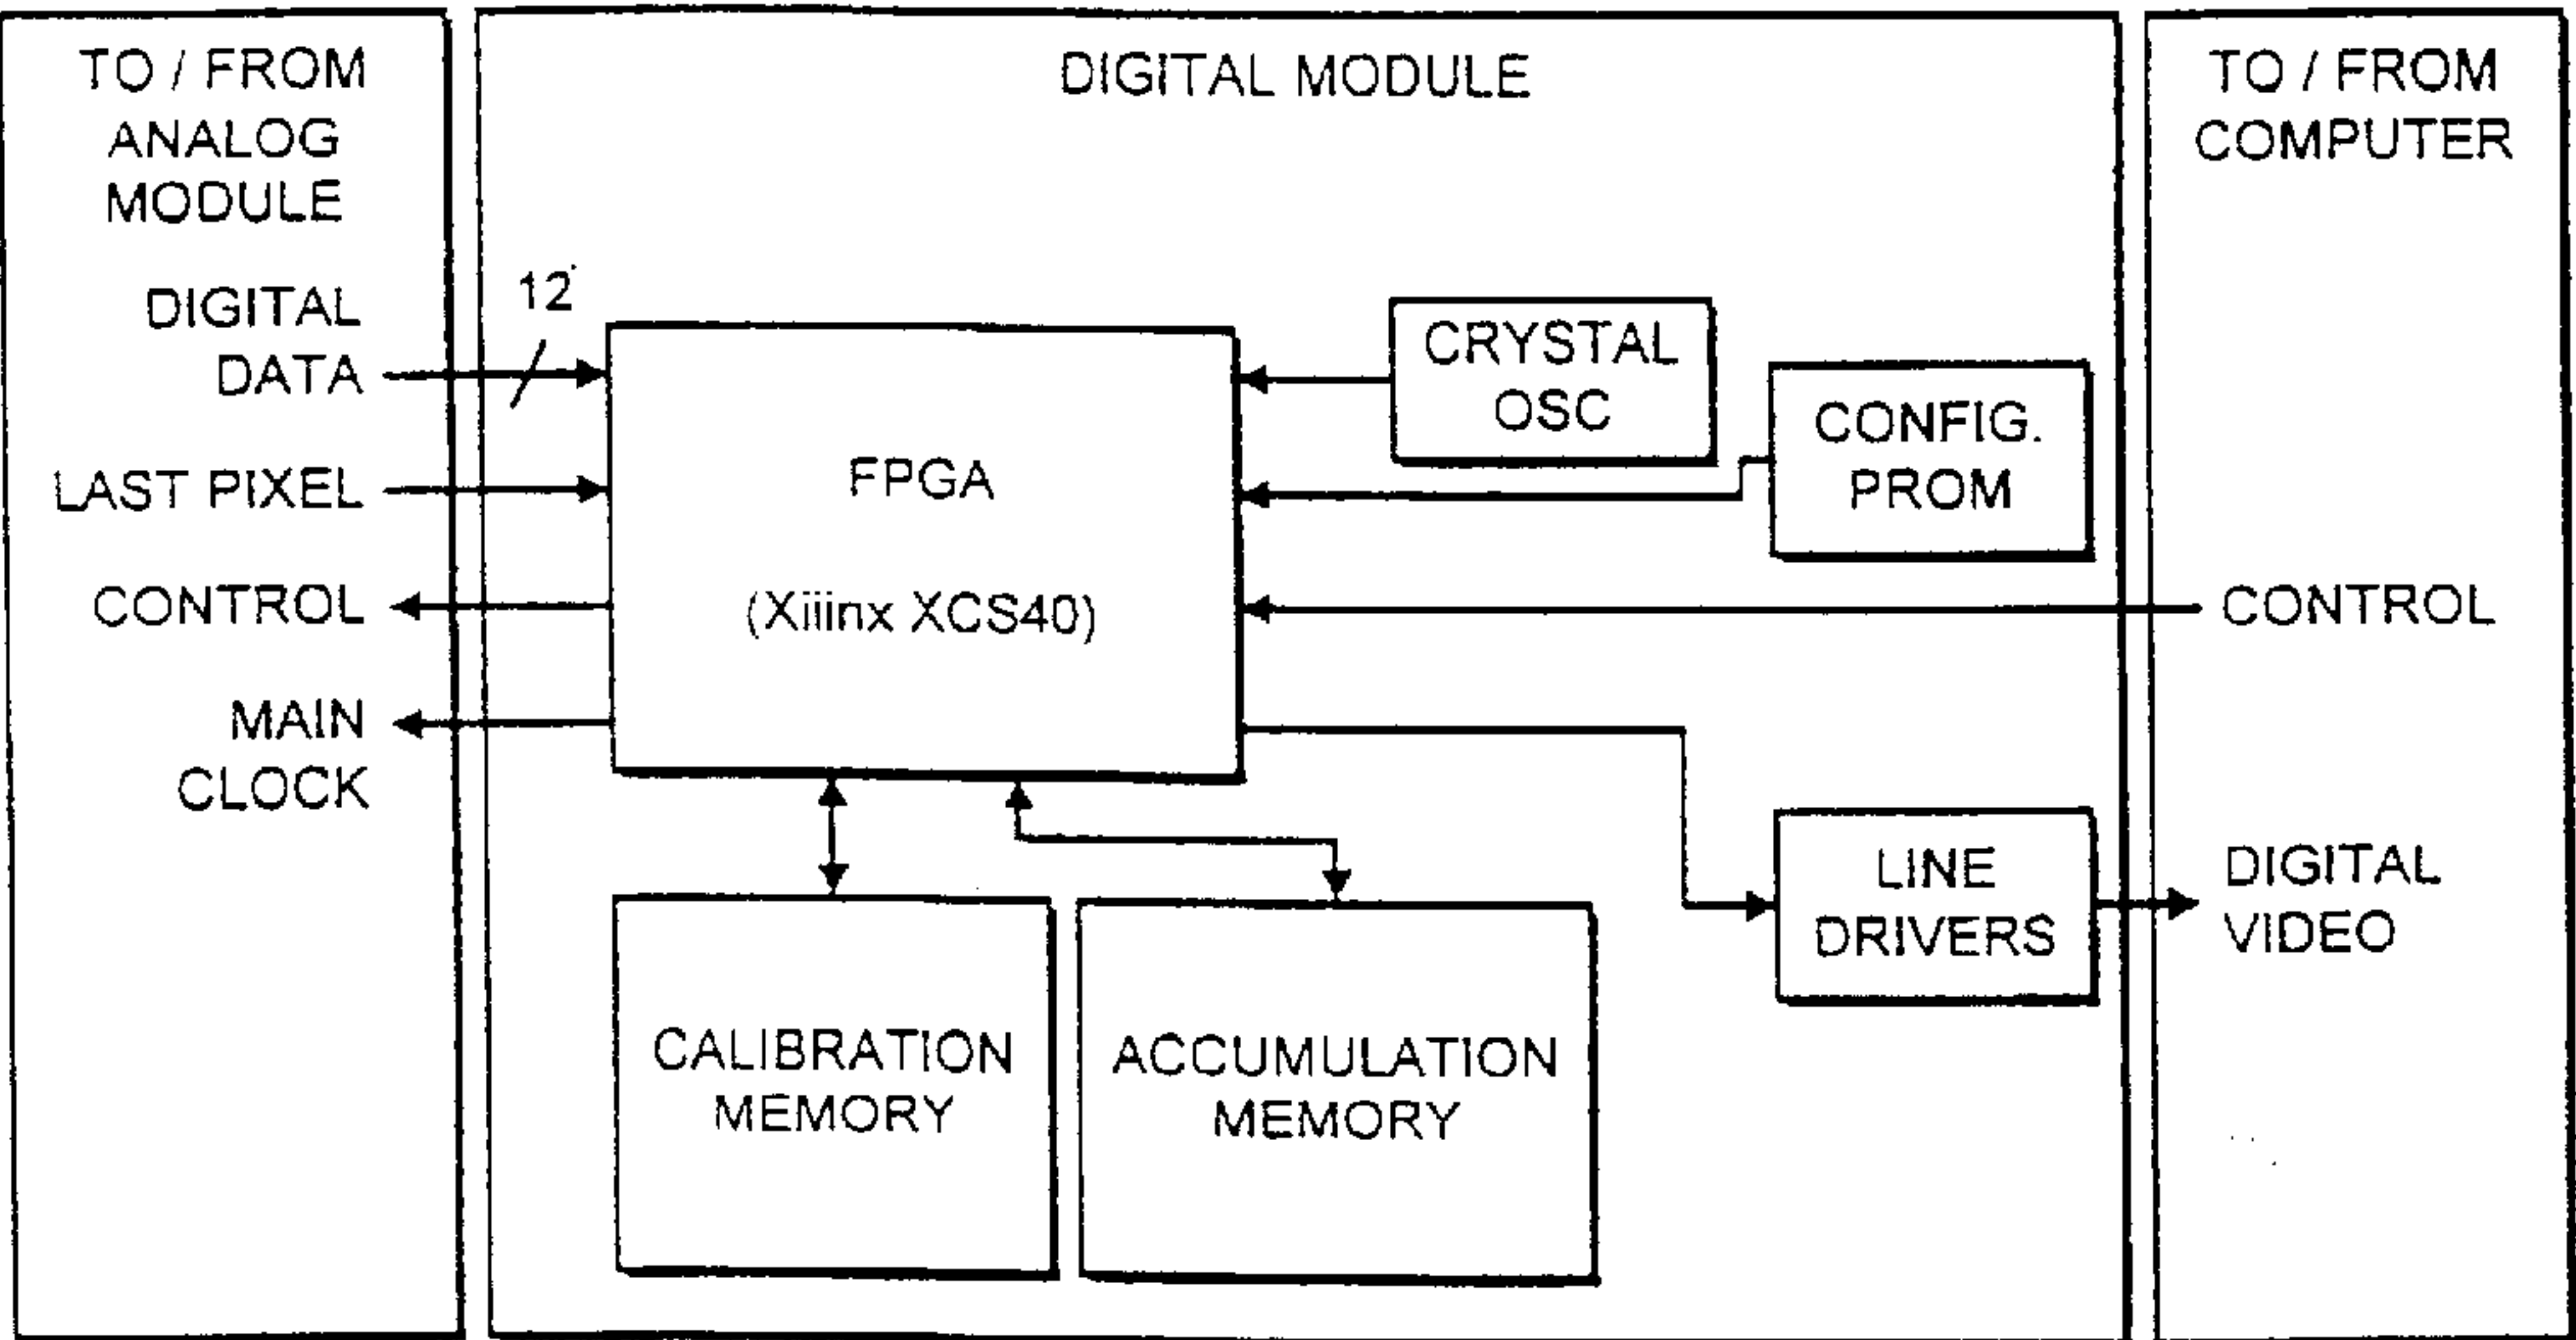 TO / FROM
ANALOG
MODULE
DIGITAL
DATA
LAST PIXEL
CONTROL
MAIN
CLOCK
DIGITAL MODULE
12
FPGA
(Xiiinx XCS40)
CRYSTAL
OSC
CONFIG.
PROM
CALIBRATION
MEMORY
ACCUMULATION
MEMORY
LINE
DRIVERS
TO / FROM
COMPUTER
CONTROL
DIGITAL
VIDEO